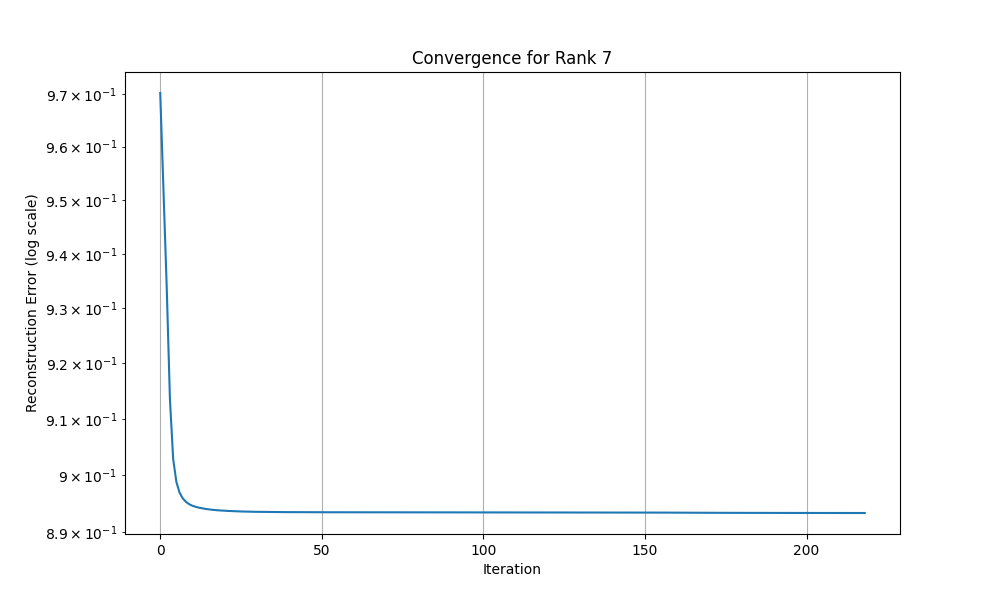 Convergence for Rank 7
Reconstruction Error (log scale)
9.7 × 10⁻¹
9.6 × 10⁻¹
9.5 × 10⁻¹
9.4 × 10⁻¹
9.3 × 10⁻¹
9.2 × 10⁻¹
9.1 × 10⁻¹
9 × 10⁻¹
8.9 × 10⁻¹
0 50 100 150 200
Iteration